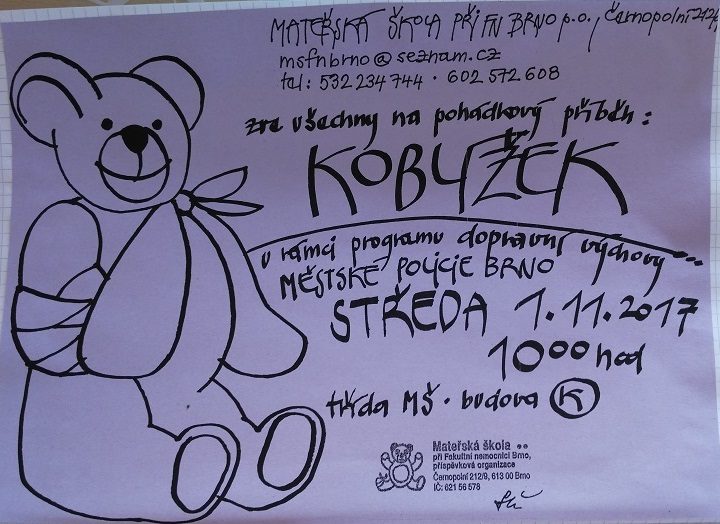 MATEŘSKÁ ŠKOLA PŘI FN BRNO p.o., ČERNOPOLNÍ 212/9
msfnbrno@seznam.cz
tel: 532 234 744 · 602 572 608
zve všechny na pohádkový příběh:
KOBYŽEK
v rámci programu dopravní výchovy...
MĚSTSKÉ POLICIE BRNO
STŘEDA 1.11.2017
10⁰⁰ hod
třída MŠ · budova K
Mateřská škola
při Fakultní nemocnici Brno,
příspěvková organizace
Černopolní 212/9, 613 00 Brno
IČ: 621 56 578